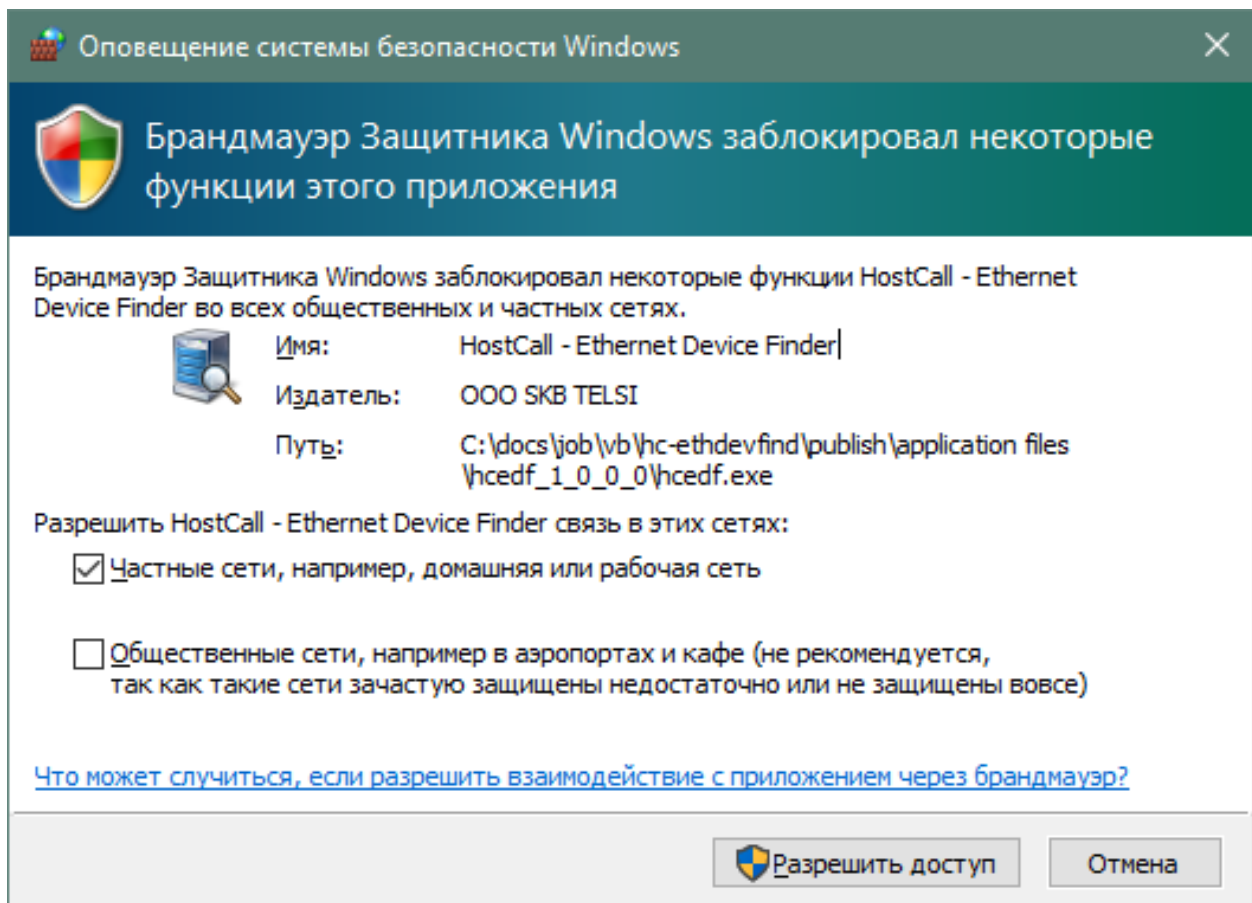 Оповещение системы безопасности Windows
Брандмауэр Защитника Windows заблокировал некоторые
функции этого приложения
Брандмауэр Защитника Windows заблокировал некоторые функции HostCall - Ethernet
Device Finder во всех общественных и частных сетях.
Имя: HostCall - Ethernet Device Finder
Издатель: OOO SKB TELSI
Путь: C:\docs\job\vb\hc-ethdevfind\publish\application files
\hcedf_1_0_0_0\hcedf.exe
Разрешить HostCall - Ethernet Device Finder связь в этих сетях:
Частные сети, например, домашняя или рабочая сеть
Общественные сети, например в аэропортах и кафе (не рекомендуется,
так как такие сети зачастую защищены недостаточно или не защищены вовсе)
Что может случиться, если разрешить взаимодействие с приложением через брандмауэр?
Разрешить доступ Отмена